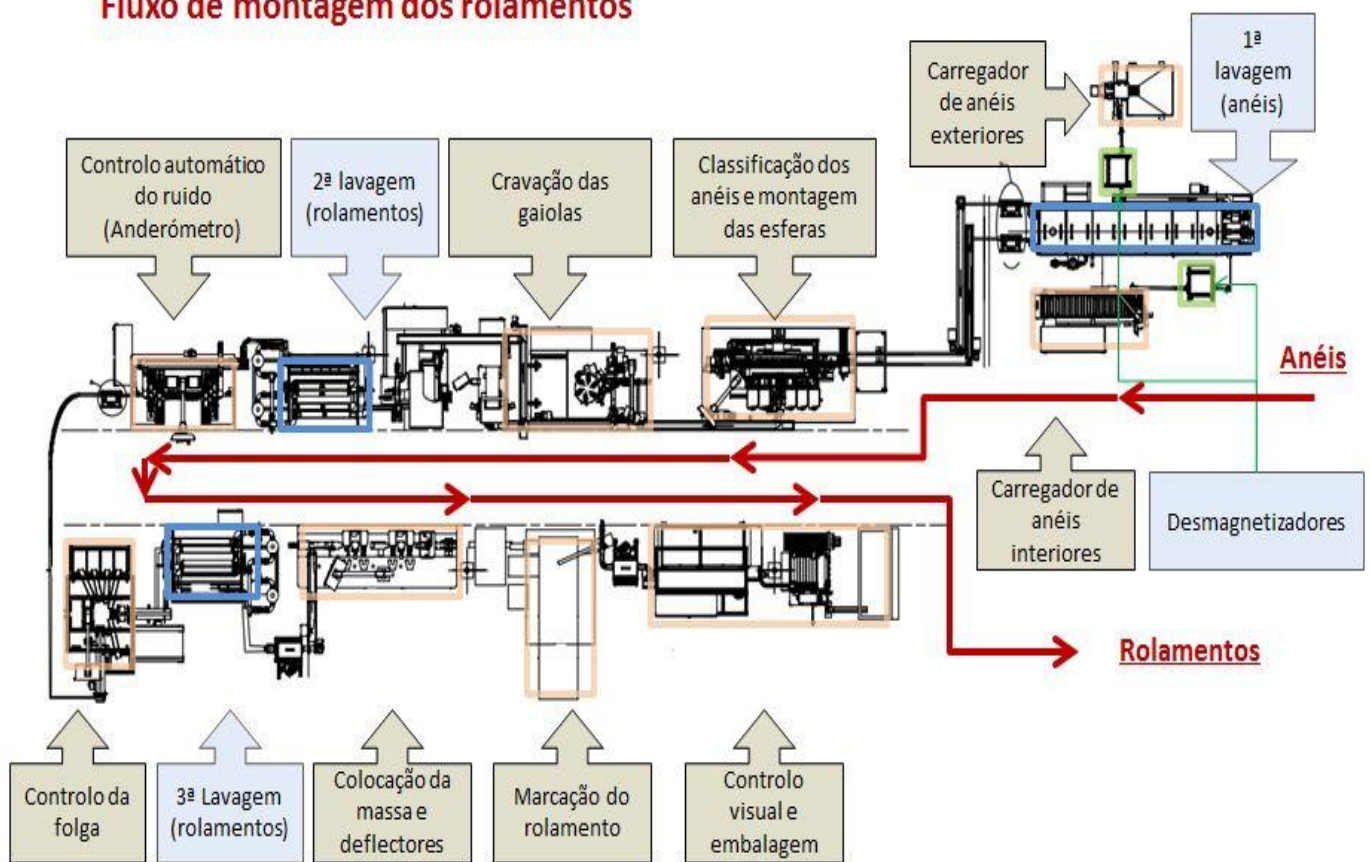 Fluxo de montagem dos rolamentos
Carregador
de anéis
exteriores
1ª
lavagem
(anéis)
Controlo automático
do ruido
(Anderómetro)
2ª lavagem
(rolamentos)
Cravação das
gaiolas
Classificação dos
anéis e montagem
das esferas
Anéis
Carregador de
anéis
interiores
Desmagnetizadores
Rolamentos
Controlo da
folga
3ª Lavagem
(rolamentos)
Colocação da
massa e
deflectores
Marcação do
rolamento
Controlo
visual e
embalagem